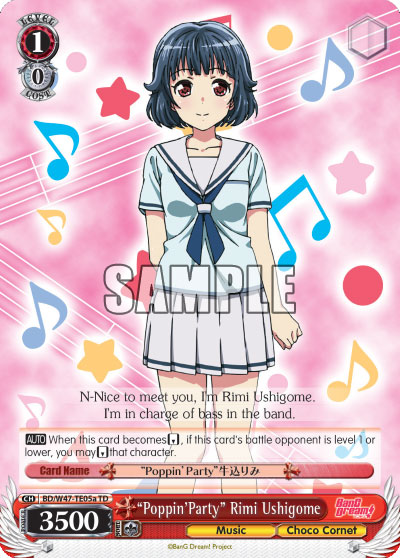 LEVEL
1
0
COST
SAMPLE
N-Nice to meet you, I'm Rimi Ushigome.
I'm in charge of bass in the band.
AUTO When this card becomes, if this card's battle opponent is level 1 or
lower, you may that character.
Card Name "Poppin'Party"牛込りみ
CH BD/W47-TE05a TD
3500
"Poppin'Party" Rimi Ushigome
BanG Dream!
Music Choco Cornet
©BanG Dream! Project